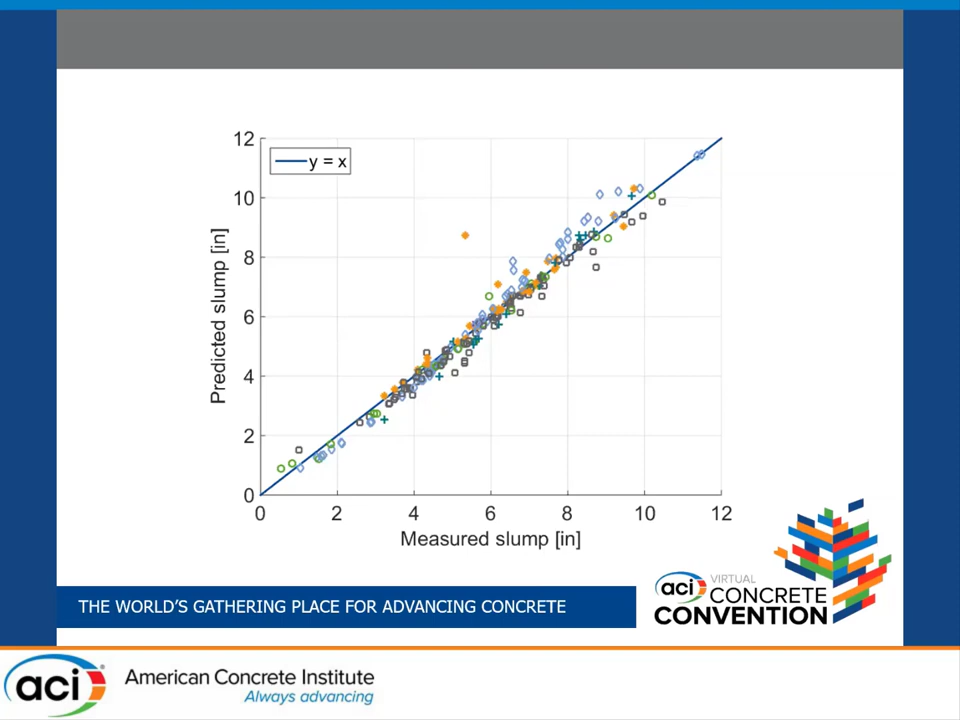 12
10
8
6
4
2
0
y = x
Predicted slump [in]
0 2 4 6 8 10 12
Measured slump [in]
THE WORLD'S GATHERING PLACE FOR ADVANCING CONCRETE
aci VIRTUAL
CONCRETE
CONVENTION
aci American Concrete Institute
Always advancing